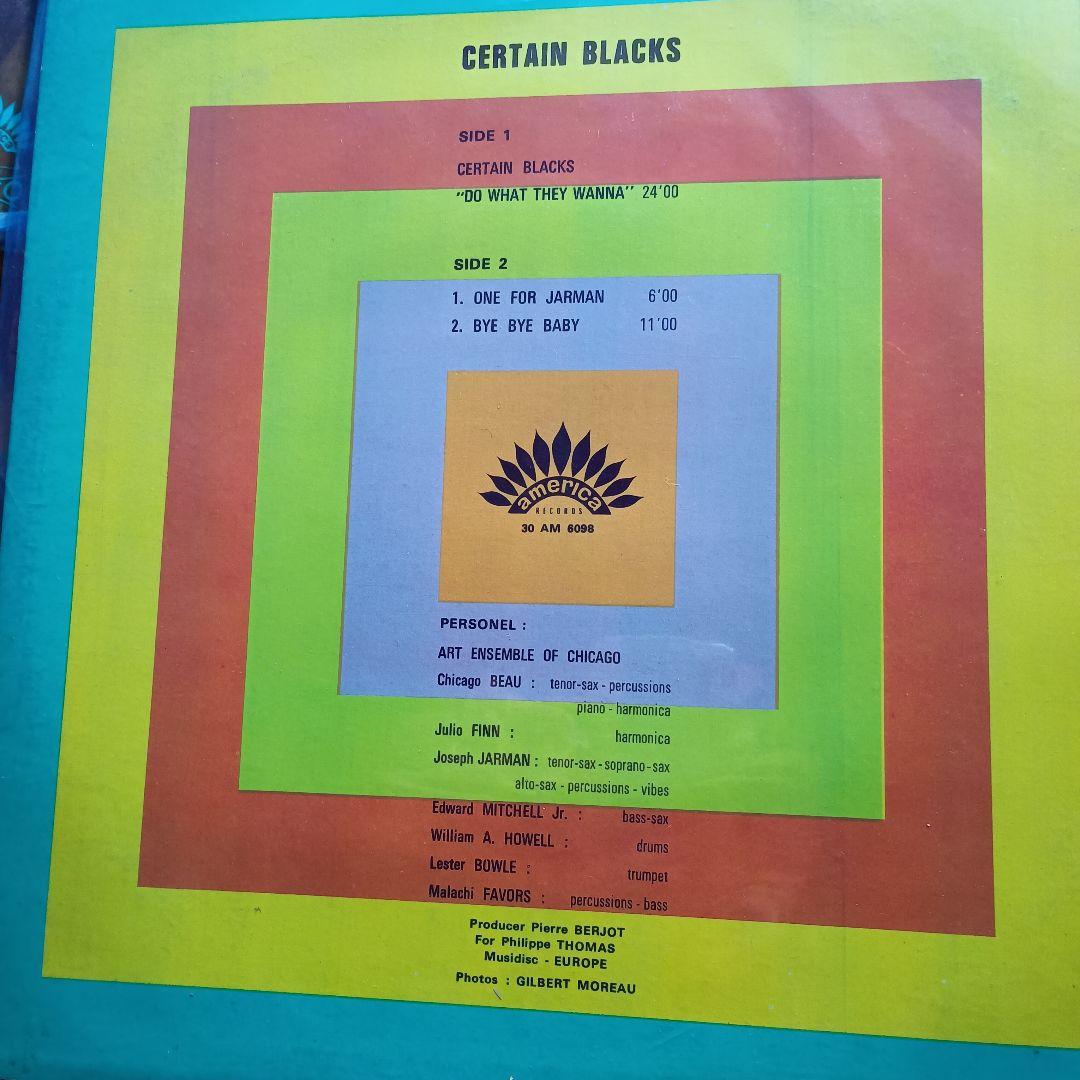 CERTAIN BLACKS
SIDE 1
CERTAIN BLACKS
"DO WHAT THEY WANNA" 24'00
SIDE 2
1. ONE FOR JARMAN 6'00
2. BYE BYE BABY 11'00
america
RECORDS
30 AM 6098
PERSONEL :
ART ENSEMBLE OF CHICAGO
Chicago BEAU : tenor-sax - percussions
piano - harmonica
Julio FINN : harmonica
Joseph JARMAN : tenor-sax - soprano-sax
alto-sax - percussions - vibes
Edward MITCHELL Jr. : bass-sax
William A. HOWELL : drums
Lester BOWLE : trumpet
Malachi FAVORS : percussions - bass
Producer Pierre BERJOT
For Philippe THOMAS
Musidisc - EUROPE
Photos : GILBERT MOREAU